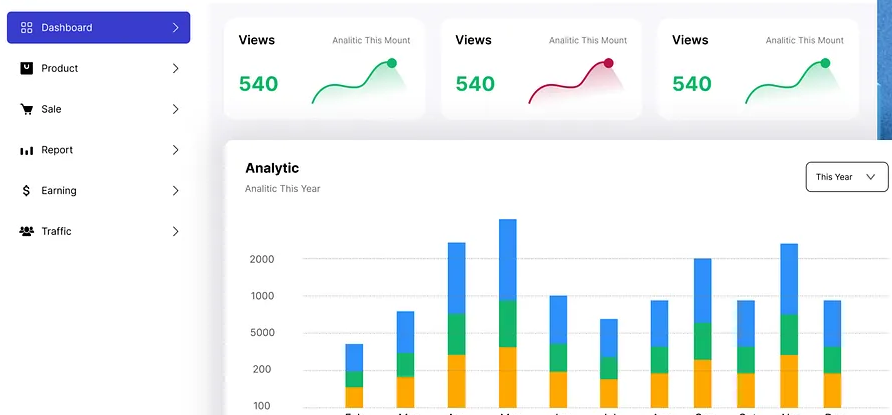 Dashboard
Product
Sale
Report
Earning
Traffic
Views
Analitic This Mount
540
Views
Analitic This Mount
540
Views
Analitic This Mount
540
Analytic
Analitic This Year
This Year
2000
1000
5000
200
100